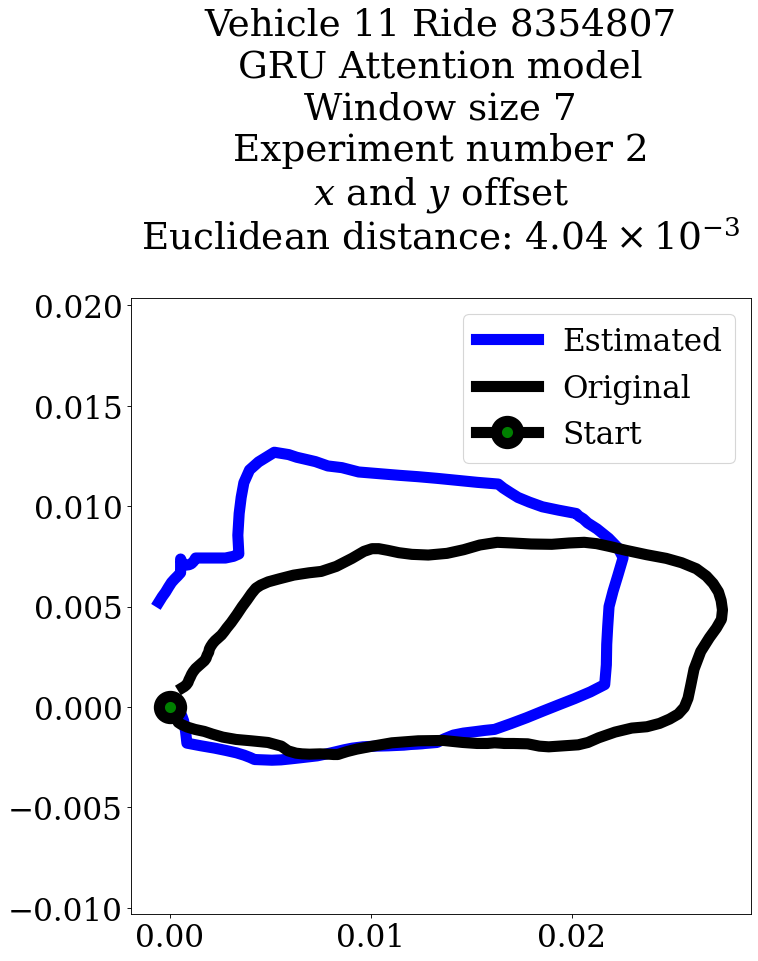 Vehicle 11 Ride 8354807
GRU Attention model
Window size 7
Experiment number 2
x and y offset
Euclidean distance: 4.04 × 10⁻³
0.020
Estimated
Original
Start
0.015
0.010
0.005
0.000
−0.005
−0.010
0.00 0.01 0.02